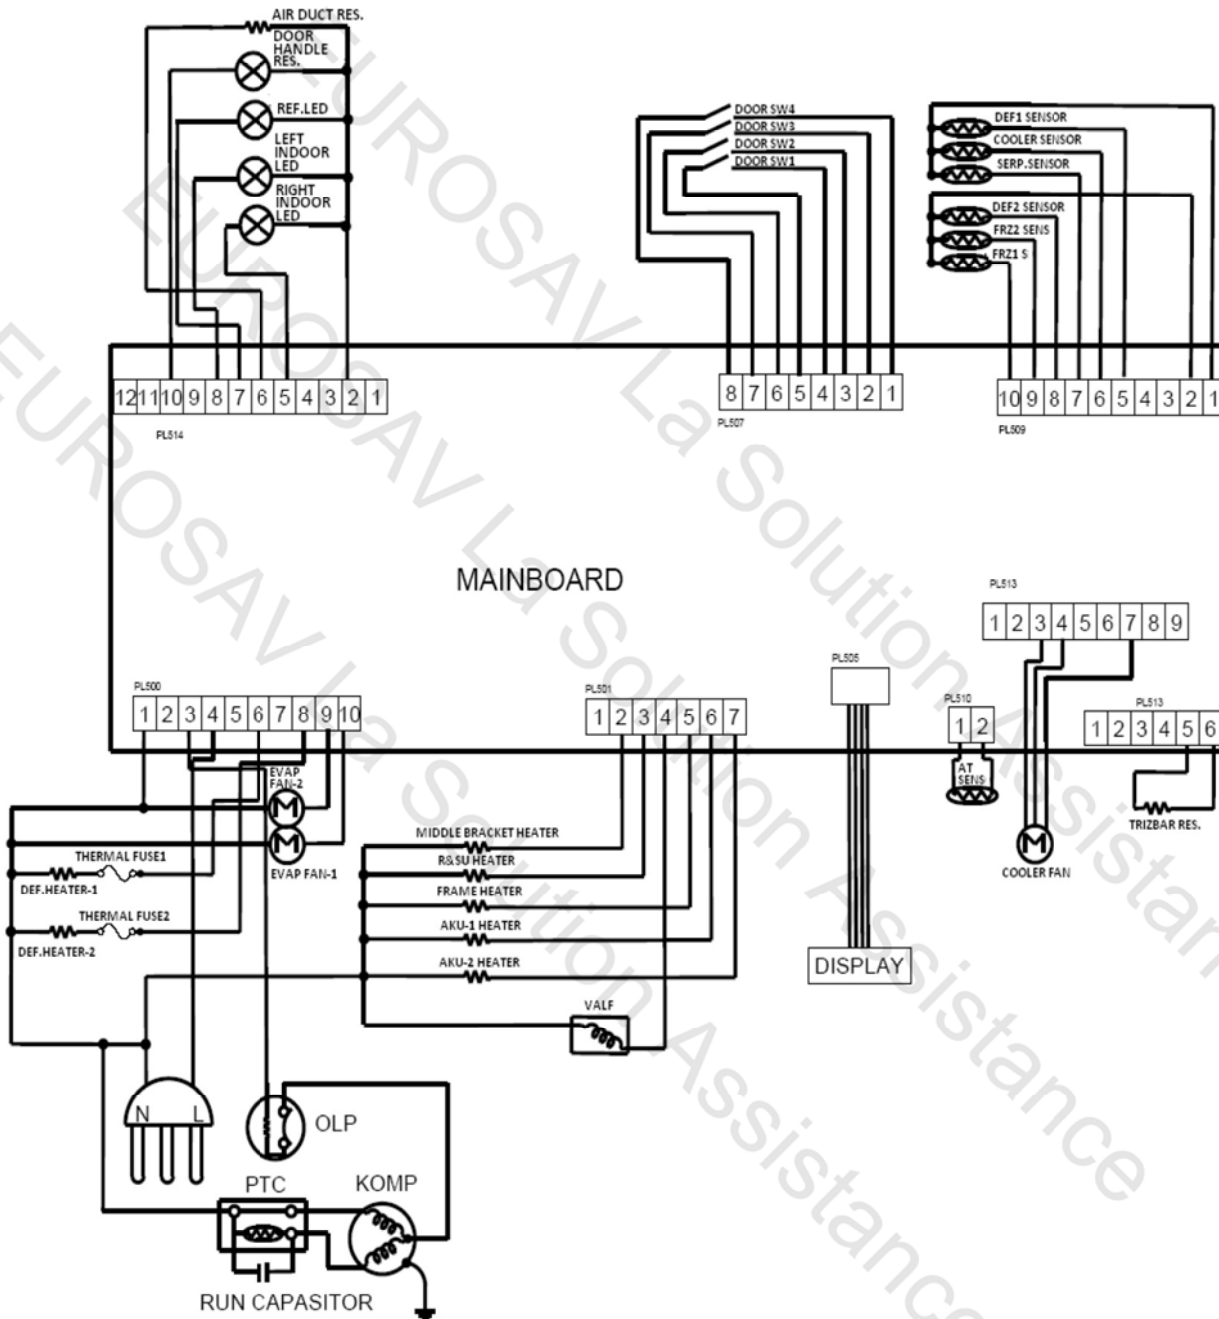 AIR DUCT RES.
DOOR
HANDLE
RES.
REF.LED
LEFT
INDOOR
LED
RIGHT
INDOOR
LED
DOOR SW4
DOOR SW3
DOOR SW2
DOOR SW1
DEF1 SENSOR
COOLER SENSOR
SERP.SENSOR
DEF2 SENSOR
FRZ2 SENS
FRZ1 S
12 11 10 9 8 7 6 5 4 3 2 1
PL514
8 7 6 5 4 3 2 1
PL507
10 9 8 7 6 5 4 3 2 1
PL509
MAINBOARD
PL513
1 2 3 4 5 6 7 8 9
PL500
1 2 3 4 5 6 7 8 9 10
PL501
1 2 3 4 5 6 7
PL505
PL510
1 2
PL513
1 2 3 4 5 6
EVAP
FAN-2
EVAP FAN-1
M
M
THERMAL FUSE1
DEF.HEATER-1
THERMAL FUSE2
DEF.HEATER-2
MIDDLE BRACKET HEATER
R&SU HEATER
FRAME HEATER
AKU-1 HEATER
AKU-2 HEATER
VALF
DISPLAY
AT
SENS
M
COOLER FAN
TRIZBAR RES.
N L
OLP
PTC
KOMP
RUN CAPASITOR
EUROSAV La Solution Assistance
EUROSAV La Solution Assistance
EUROSAV La Solution Assistance